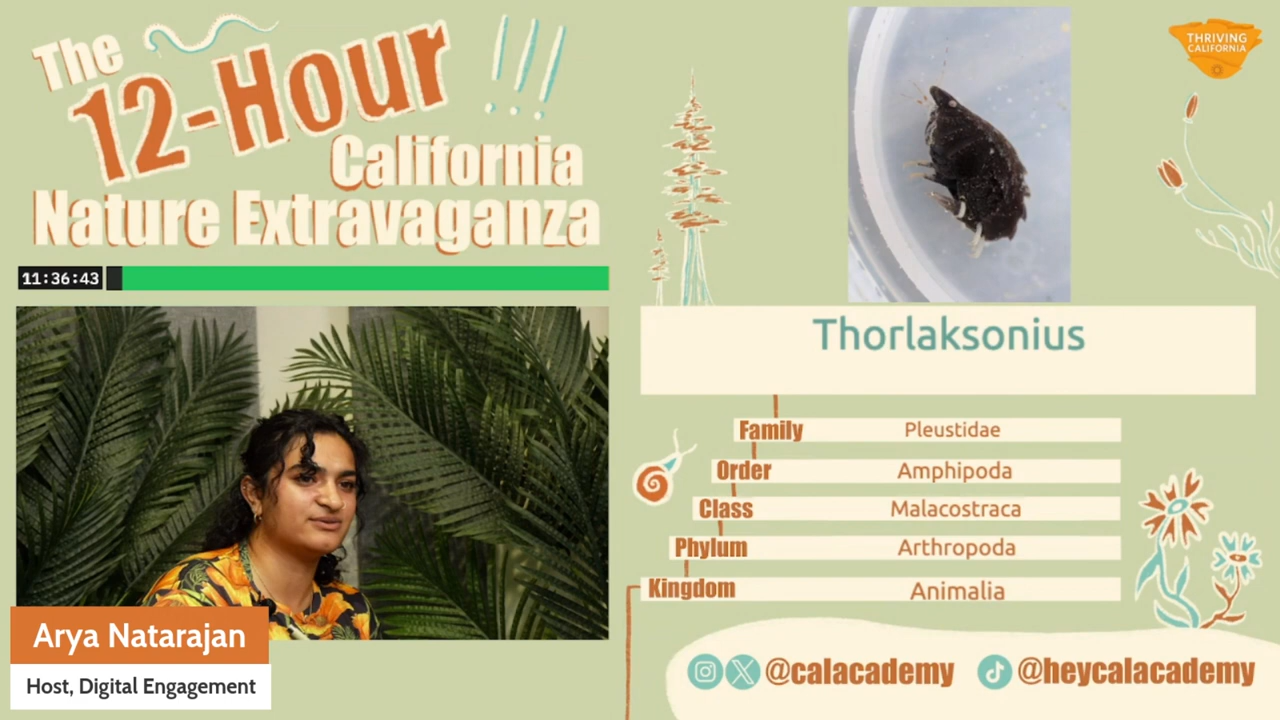 The
12-Hour
!!!
California
Nature Extravaganza
11:36:43
Arya Natarajan
Host, Digital Engagement
THRIVING
CALIFORNIA
Thorlaksonius
Family Pleustidae
Order Amphipoda
Class Malacostraca
Phylum Arthropoda
Kingdom Animalia
@calacademy @heycalacademy